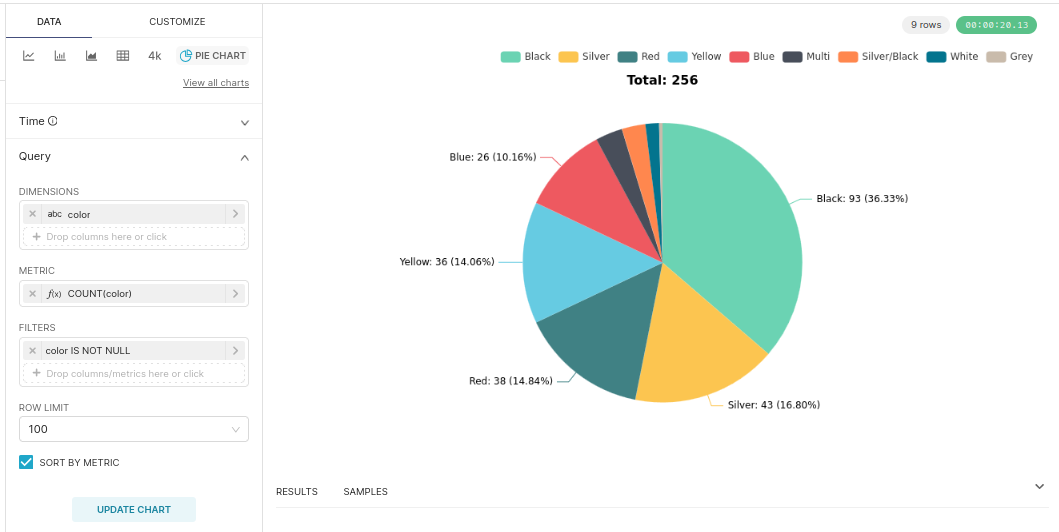 DATA
CUSTOMIZE
4k
PIE CHART
View all charts
Time
Query
DIMENSIONS
abc color
Drop columns here or click
METRIC
f(x) COUNT(color)
FILTERS
color IS NOT NULL
Drop columns/metrics here or click
ROW LIMIT
100
SORT BY METRIC
UPDATE CHART
9 rows
00:00:20.13
Black Silver Red Yellow Blue Multi Silver/Black White Grey
Total: 256
Blue: 26 (10.16%)
Black: 93 (36.33%)
Yellow: 36 (14.06%)
Red: 38 (14.84%)
Silver: 43 (16.80%)
RESULTS
SAMPLES